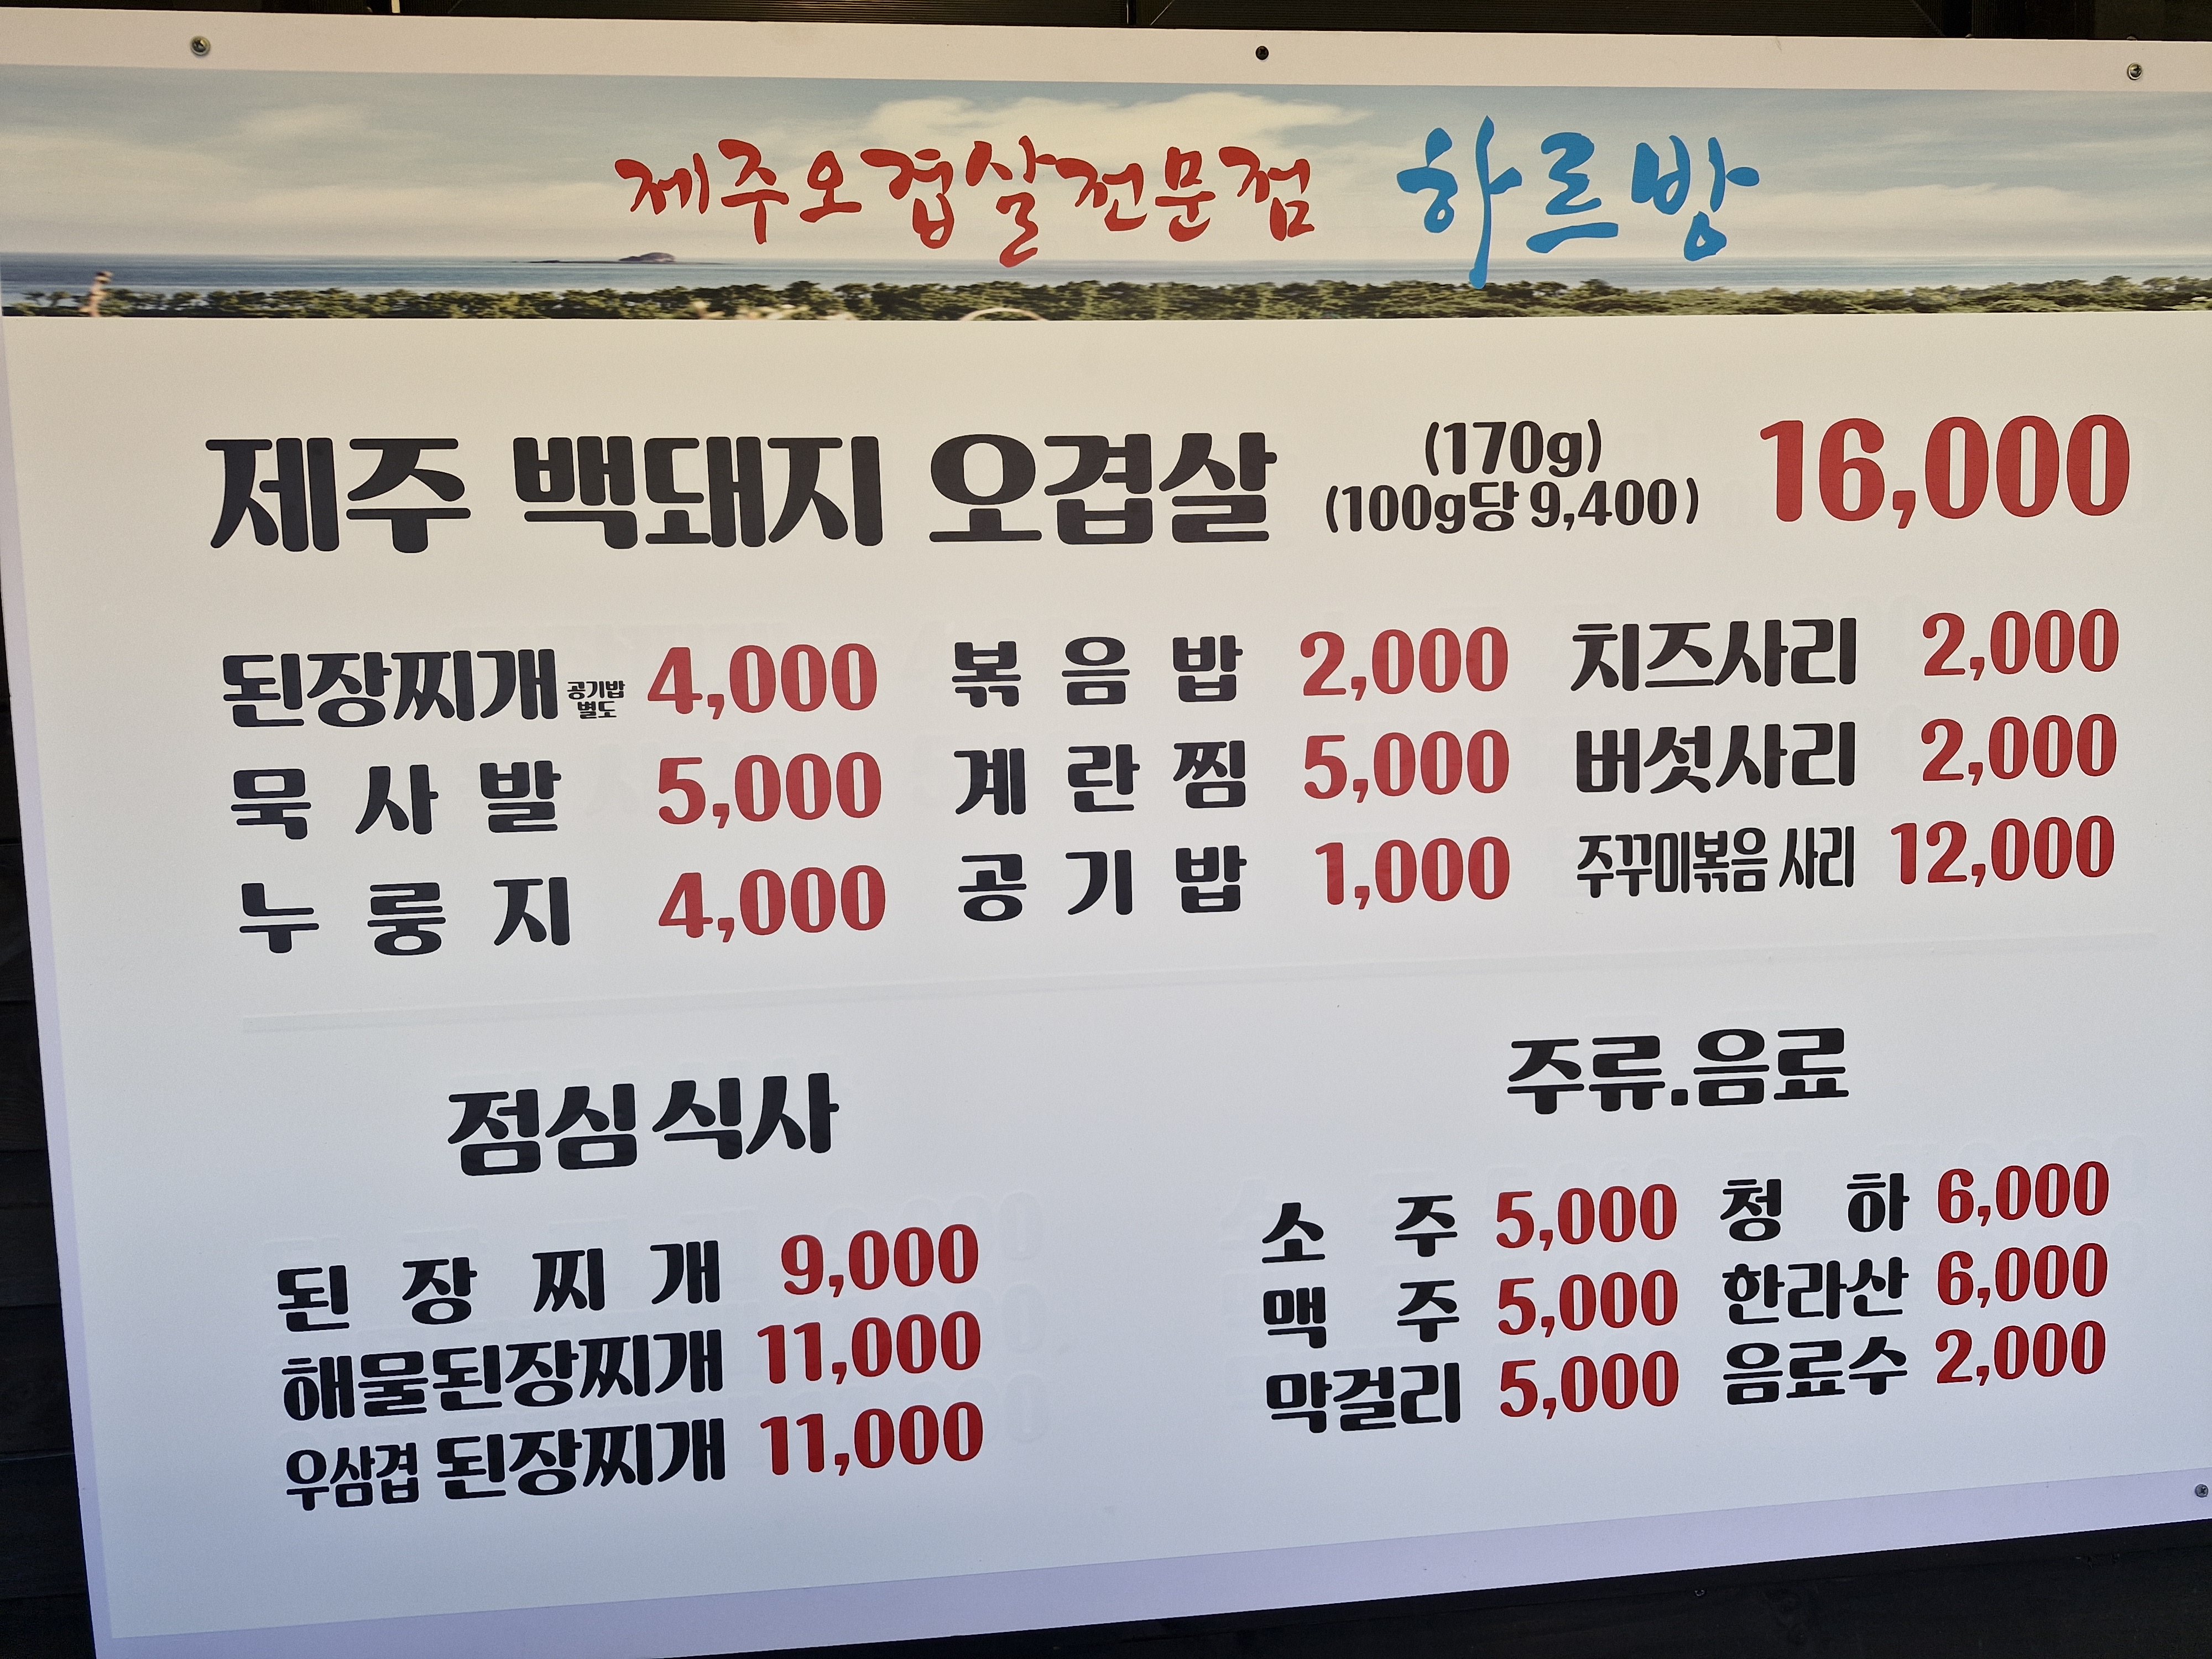 제주오겹살전문점 하르방
제주 백돼지 오겹살 (170g) (100g당 9,400) 16,000
된장찌개 공기밥 별도 4,000 볶음밥 2,000 치즈사리 2,000
묵사발 5,000 계란찜 5,000 버섯사리 2,000
누룽지 4,000 공기밥 1,000 주꾸미볶음 사리 12,000
점심식사
된장찌개 9,000
해물된장찌개 11,000
우삼겹 된장찌개 11,000
주류.음료
소주 5,000 청하 6,000
맥주 5,000 한라산 6,000
막걸리 5,000 음료수 2,000